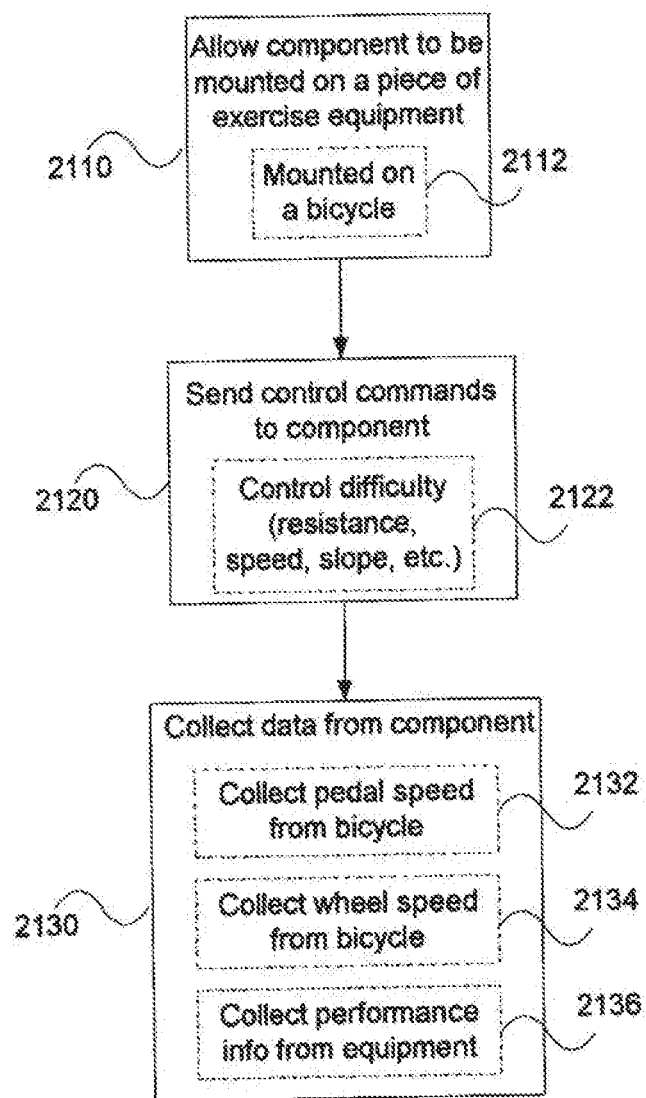 Allow component to be
mounted on a piece of
exercise equipment
2110
Mounted on
a bicycle
2112
Send control commands
to component
2120
Control difficulty
(resistance,
speed, slope, etc.)
2122
Collect data from component
2130
Collect pedal speed
from bicycle
2132
Collect wheel speed
from bicycle
2134
Collect performance
info from equipment
2136